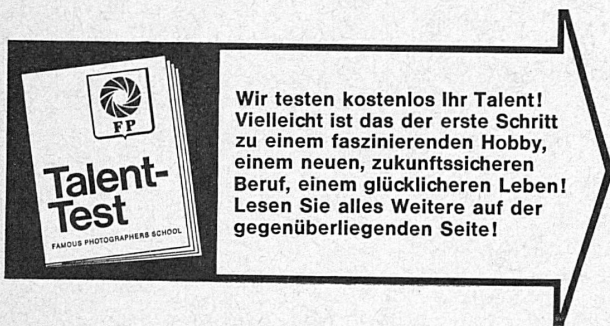 FP
Talent-
Test
FAMOUS PHOTOGRAPHERS SCHOOL
Wir testen kostenlos Ihr Talent!
Vielleicht ist das der erste Schritt
zu einem faszinierenden Hobby,
einem neuen, zukunftssicheren
Beruf, einem glücklicheren Leben!
Lesen Sie alles Weitere auf der
gegenüberliegenden Seite!